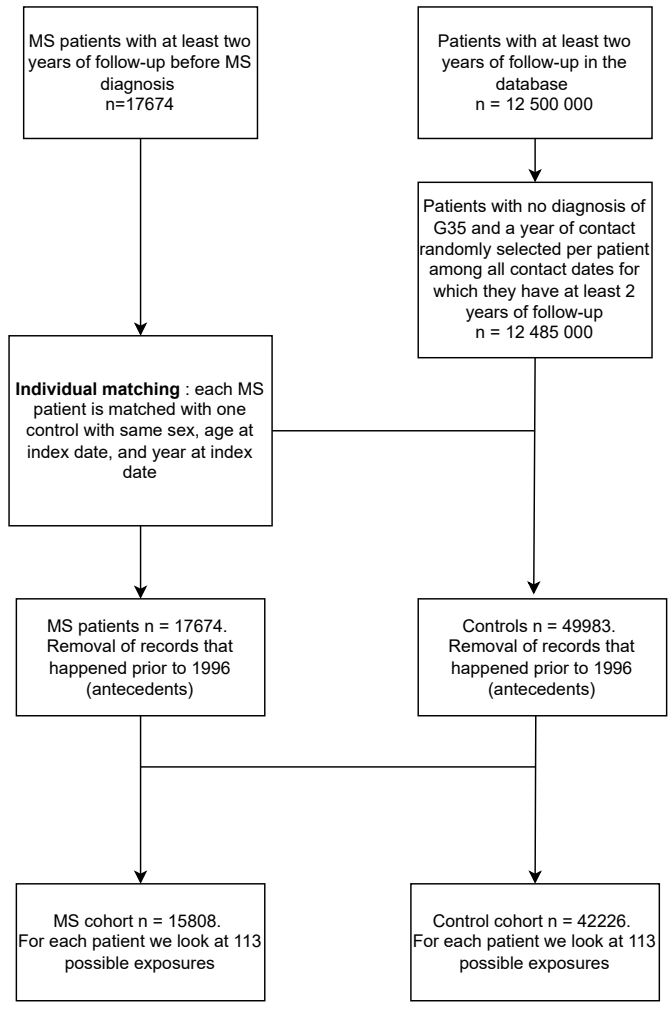 MS patients with at least two
years of follow-up before MS
diagnosis
n=17674
Patients with at least two
years of follow-up in the
database
n = 12 500 000
Patients with no diagnosis of
G35 and a year of contact
randomly selected per patient
among all contact dates for
which they have at least 2
years of follow-up
n = 12 485 000
Individual matching : each MS
patient is matched with one
control with same sex, age at
index date, and year at index
date
MS patients n = 17674.
Removal of records that
happened prior to 1996
(antecedents)
Controls n = 49983.
Removal of records that
happened prior to 1996
(antecedents)
MS cohort n = 15808.
For each patient we look at 113
possible exposures
Control cohort n = 42226.
For each patient we look at 113
possible exposures